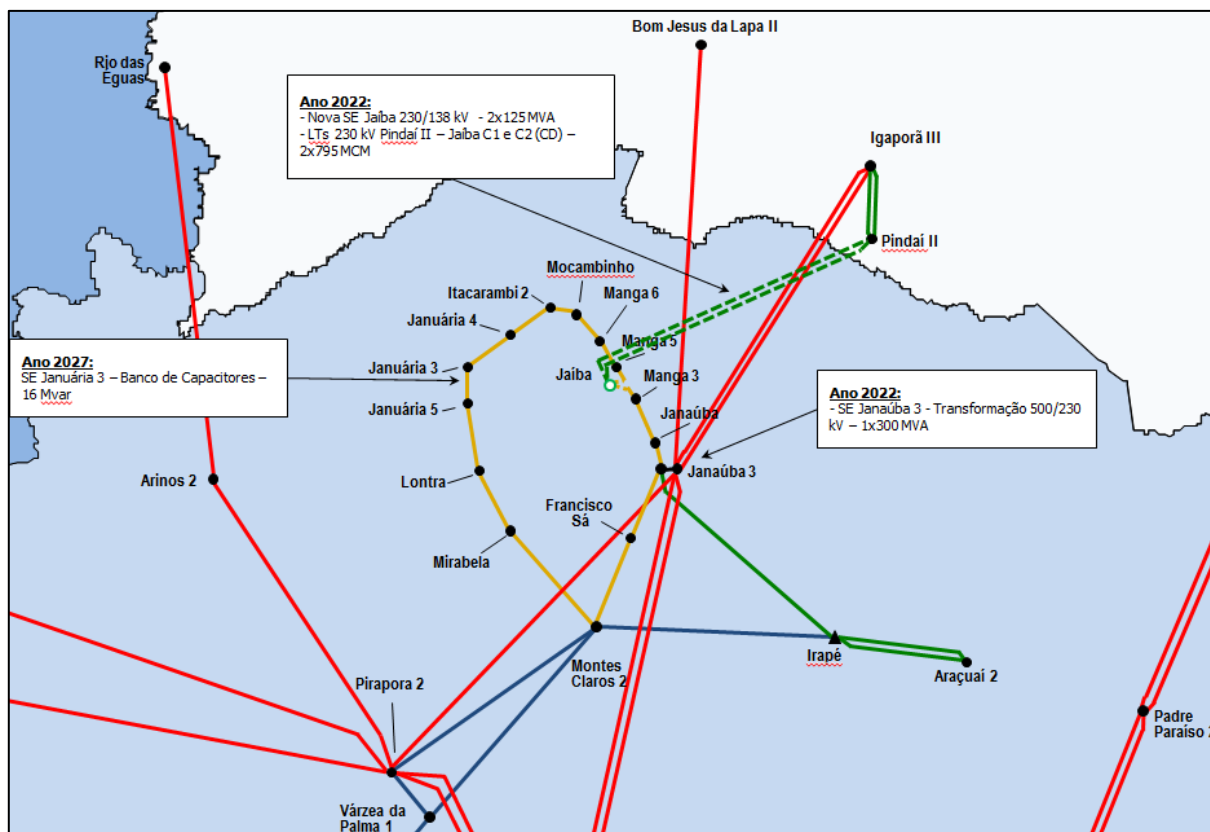 Bom Jesus da Lapa II
Rio das
Éguas
Ano 2022:
- Nova SE Jaíba 230/138 kV - 2x125 MVA
- LTs 230 kV Pindaí II – Jaíba C1 e C2 (CD) –
2x795 MCM
Igaporã III
Pindaí II
Mocambinho
Itacarambi 2
Manga 6
Januária 4
Manga 5
Ano 2027:
SE Januária 3 – Banco de Capacitores –
16 Mvar
Januária 3
Jaíba
Manga 3
Ano 2022:
- SE Janaúba 3 - Transformação 500/230
kV – 1x300 MVA
Januária 5
Janaúba
Janaúba 3
Arinos 2
Lontra
Francisco
Sá
Mirabela
Irapé
Araçuaí 2
Montes
Claros 2
Pirapora 2
Padre
Paraíso 2
Várzea da
Palma 1